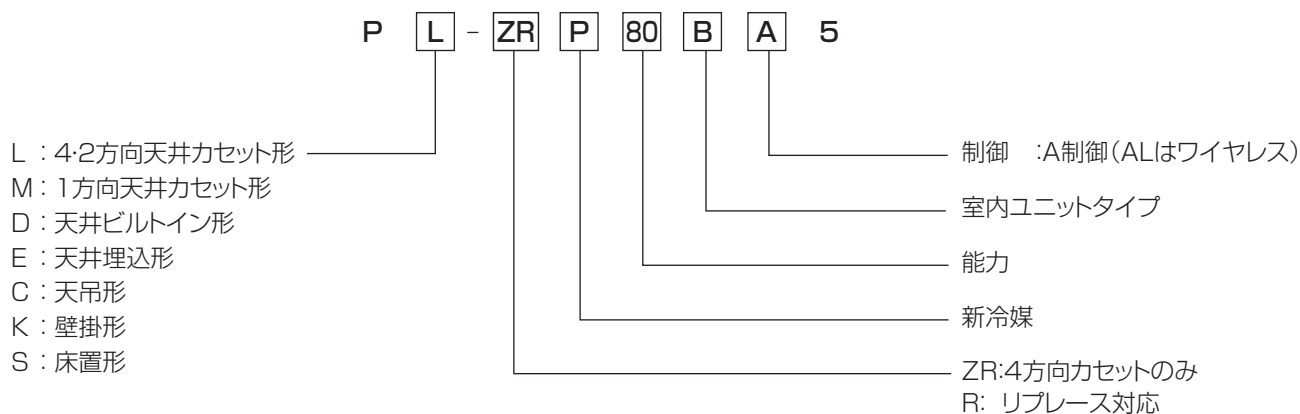 P L - ZR P 80 B A 5
L : 4・2方向天井カセット形
M : 1方向天井カセット形
D : 天井ビルトイン形
E : 天井埋込形
C : 天吊形
K : 壁掛形
S : 床置形
制御 :A制御(ALはワイヤレス)
室内ユニットタイプ
能力
新冷媒
ZR:4方向カセットのみ
R: リプレース対応